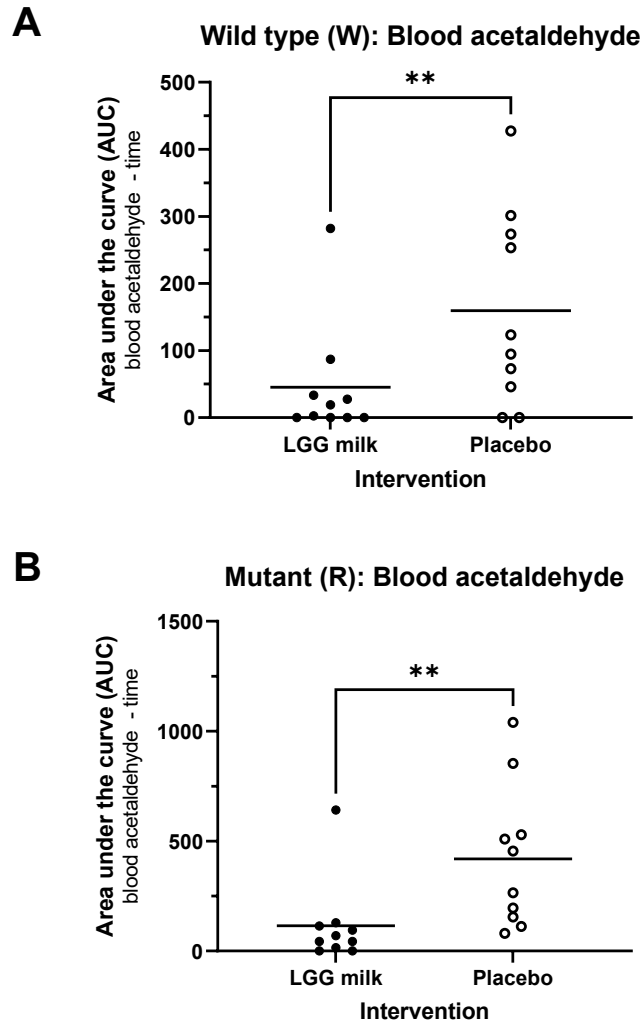 A
Wild type (W): Blood acetaldehyde
**
Area under the curve (AUC)
blood acetaldehyde - time
500
400
300
200
100
0
LGG milk Placebo
Intervention
B
Mutant (R): Blood acetaldehyde
**
Area under the curve (AUC)
blood acetaldehyde - time
1500
1000
500
0
LGG milk Placebo
Intervention